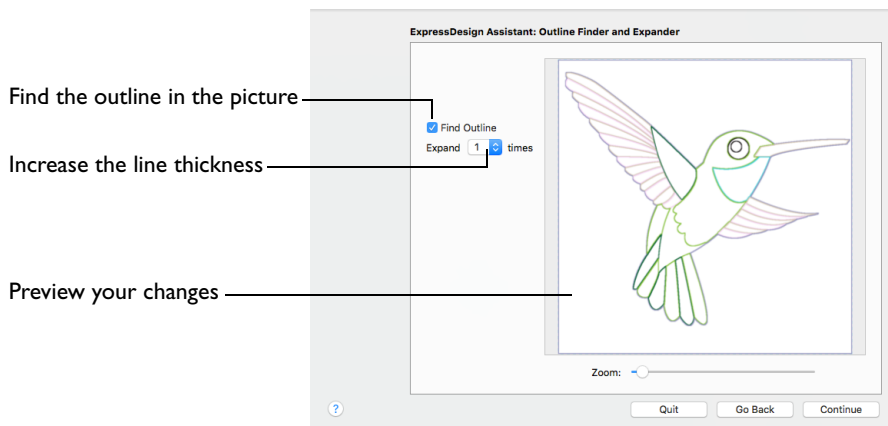 ExpressDesign Assistant: Outline Finder and Expander
Find the outline in the picture
Find Outline
Expand 1 times
Increase the line thickness
Preview your changes
Zoom:
? Quit Go Back Continue